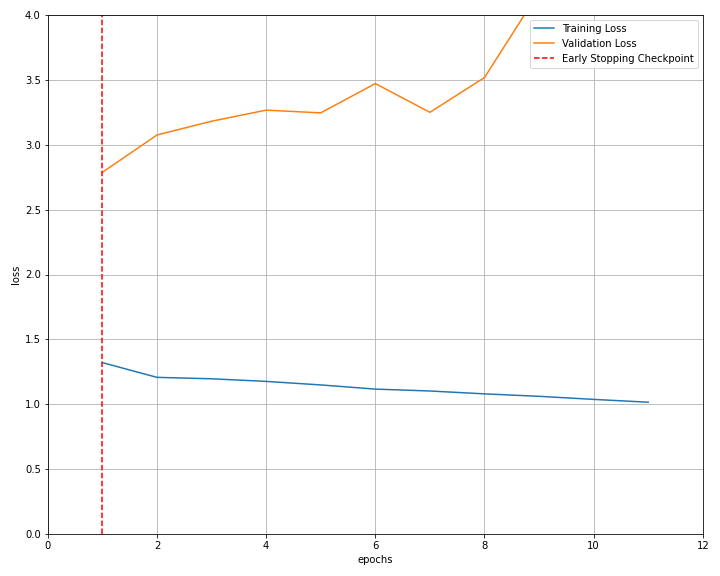 4.0
3.5
3.0
2.5
2.0
1.5
1.0
0.5
0.0
loss
Training Loss
Validation Loss
Early Stopping Checkpoint
0 2 4 6 8 10 12
epochs